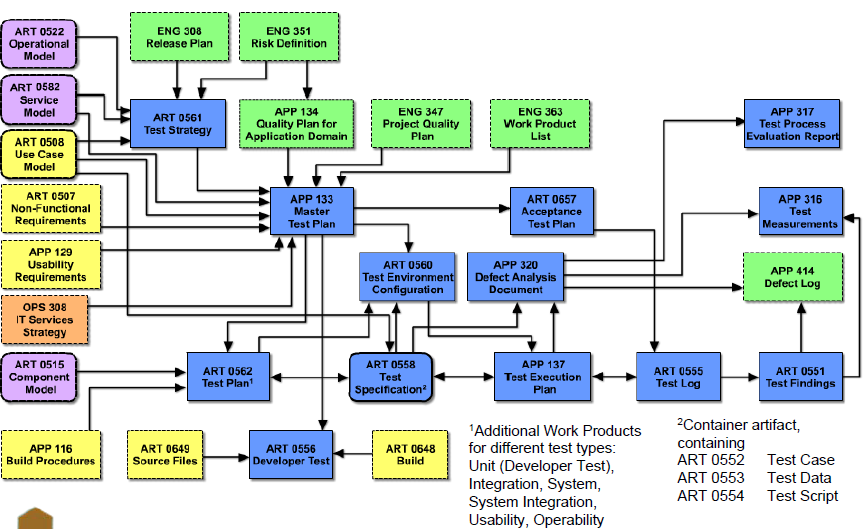 ART 0522
Operational
Model
ENG 308
Release Plan
ENG 351
Risk Definition
ART 0582
Service
Model
ART 0561
Test Strategy
APP 134
Quality Plan for
Application Domain
ENG 347
Project Quality
Plan
ENG 363
Work Product
List
APP 317
Test Process
Evaluation Report
ART 0508
Use Case
Model
ART 0507
Non-Functional
Requirements
APP 133
Master
Test Plan
ART 0657
Acceptance
Test Plan
APP 316
Test
Measurements
APP 129
Usability
Requirements
ART 0560
Test Environment
Configuration
APP 320
Defect Analysis
Document
APP 414
Defect Log
OPS 308
IT Services
Strategy
ART 0515
Component
Model
ART 0562
Test Plan¹
ART 0558
Test
Specification²
APP 137
Test Execution
Plan
ART 0555
Test Log
ART 0551
Test Findings
APP 116
Build Procedures
ART 0649
Source Files
ART 0556
Developer Test
ART 0648
Build
¹Additional Work Products
for different test types:
Unit (Developer Test),
Integration, System,
System Integration,
Usability, Operability
²Container artifact,
containing
ART 0552 Test Case
ART 0553 Test Data
ART 0554 Test Script